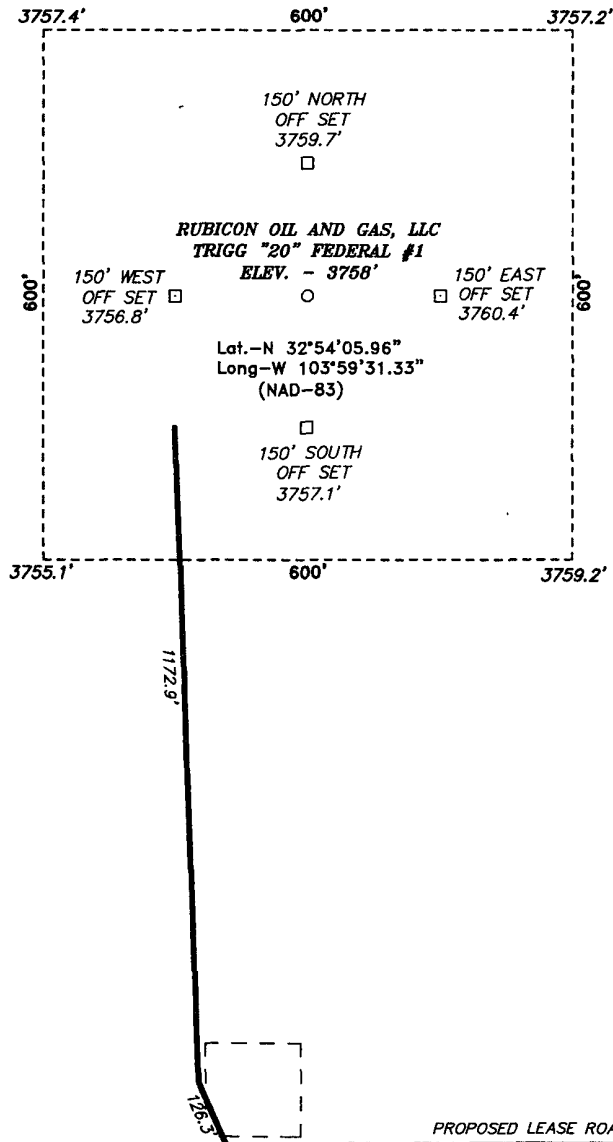 3757.4'
600'
3757.2'
150' NORTH
OFF SET
3759.7'
RUBICON OIL AND GAS, LLC
TRIGG "20" FEDERAL #1
ELEV. - 3758'
600'
150' WEST
OFF SET
3756.8'
150' EAST
OFF SET
3760.4'
600'
Lat.-N 32°54'05.96"
Long-W 103°59'31.33"
(NAD-83)
150' SOUTH
OFF SET
3757.1'
3755.1'
600'
3759.2'
1172.9'
126.3'
PROPOSED LEASE ROA